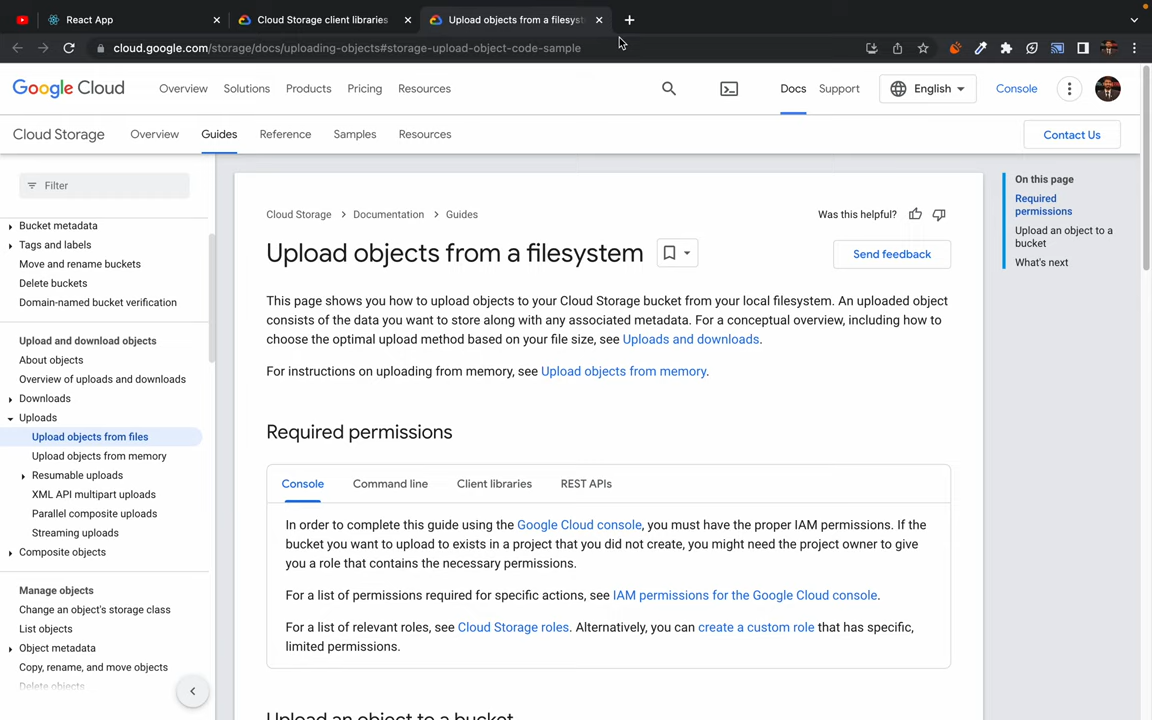 React App
Cloud Storage client libraries
Upload objects from a filesyst
cloud.google.com/storage/docs/uploading-objects#storage-upload-object-code-sample
Google Cloud
Overview
Solutions
Products
Pricing
Resources
Docs
Support
English
Console
Cloud Storage
Overview
Guides
Reference
Samples
Resources
Contact Us
Filter
Bucket metadata
Tags and labels
Move and rename buckets
Delete buckets
Domain-named bucket verification
Upload and download objects
About objects
Overview of uploads and downloads
Downloads
Uploads
Upload objects from files
Upload objects from memory
Resumable uploads
XML API multipart uploads
Parallel composite uploads
Streaming uploads
Composite objects
Manage objects
Change an object's storage class
List objects
Object metadata
Copy, rename, and move objects
Delete objects
Cloud Storage
Documentation
Guides
Was this helpful?
Upload objects from a filesystem
Send feedback
This page shows you how to upload objects to your Cloud Storage bucket from your local filesystem. An uploaded object
consists of the data you want to store along with any associated metadata. For a conceptual overview, including how to
choose the optimal upload method based on your file size, see Uploads and downloads.
For instructions on uploading from memory, see Upload objects from memory.
Required permissions
Console
Command line
Client libraries
REST APIs
In order to complete this guide using the Google Cloud console, you must have the proper IAM permissions. If the
bucket you want to upload to exists in a project that you did not create, you might need the project owner to give
you a role that contains the necessary permissions.
For a list of permissions required for specific actions, see IAM permissions for the Google Cloud console.
For a list of relevant roles, see Cloud Storage roles. Alternatively, you can create a custom role that has specific,
limited permissions.
Upload an object to a bucket
On this page
Required
permissions
Upload an object to a
bucket
What's next